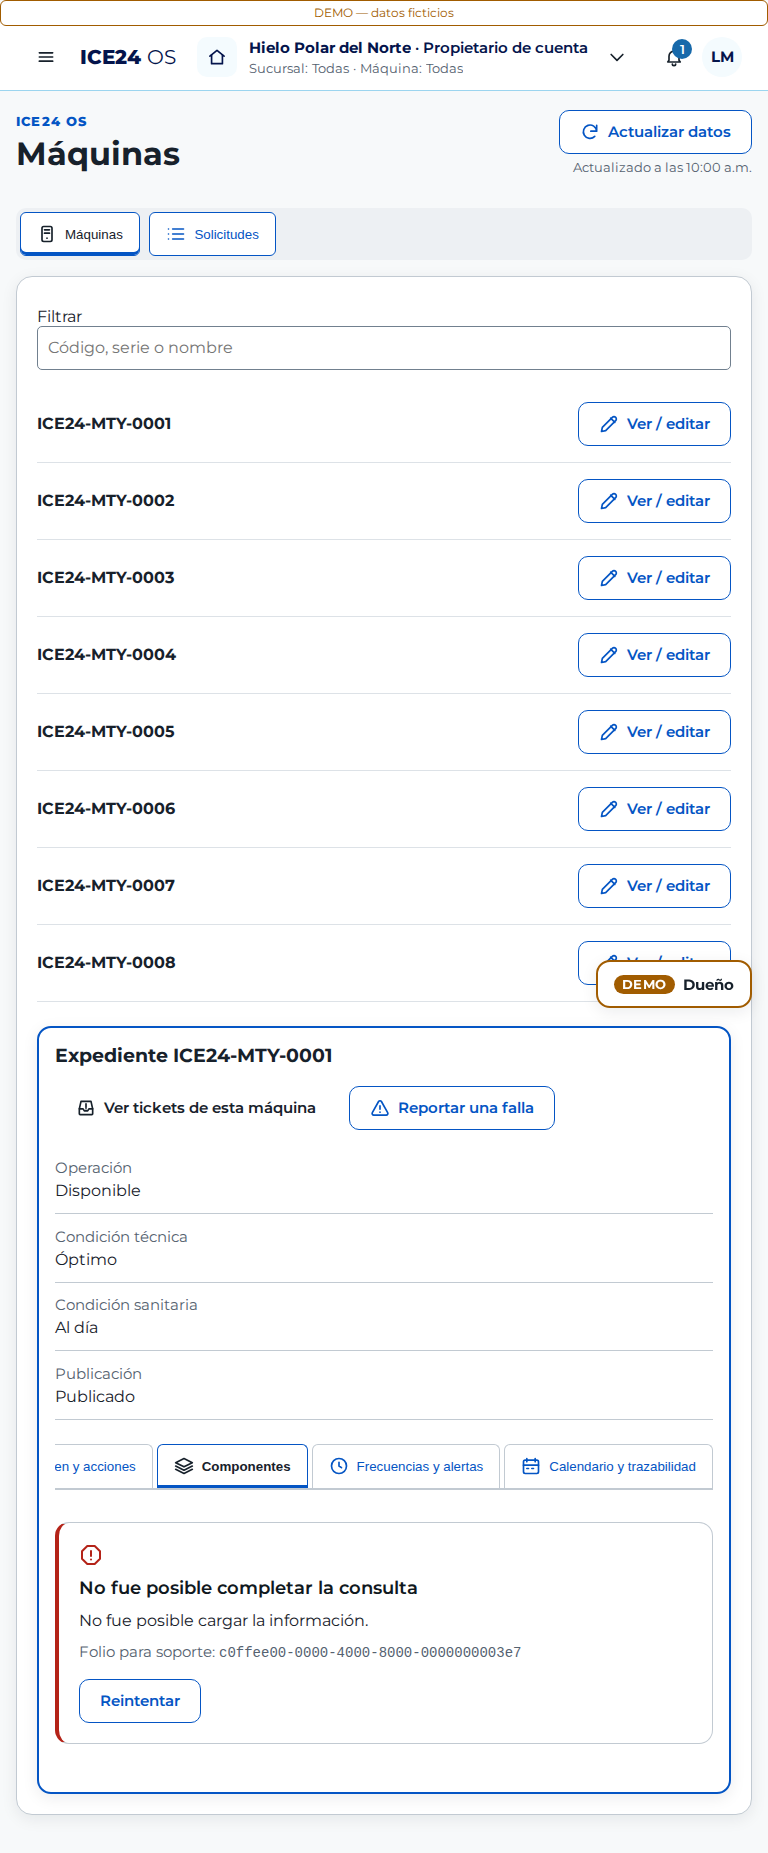 DEMO — datos ficticios
ICE24 OS
Hielo Polar del Norte · Propietario de cuenta
Sucursal: Todas · Máquina: Todas
1
LM
ICE24 OS
Máquinas
Actualizar datos
Actualizado a las 10:00 a.m.
Máquinas
Solicitudes
Filtrar
Código, serie o nombre
ICE24-MTY-0001
Ver / editar
ICE24-MTY-0002
Ver / editar
ICE24-MTY-0003
Ver / editar
ICE24-MTY-0004
Ver / editar
ICE24-MTY-0005
Ver / editar
ICE24-MTY-0006
Ver / editar
ICE24-MTY-0007
Ver / editar
ICE24-MTY-0008
DEMO Dueño
Expediente ICE24-MTY-0001
Ver tickets de esta máquina
Reportar una falla
Operación
Disponible
Condición técnica
Óptimo
Condición sanitaria
Al día
Publicación
Publicado
en y acciones
Componentes
Frecuencias y alertas
Calendario y trazabilidad
No fue posible completar la consulta
No fue posible cargar la información.
Folio para soporte: c0ffee00-0000-4000-8000-0000000003e7
Reintentar